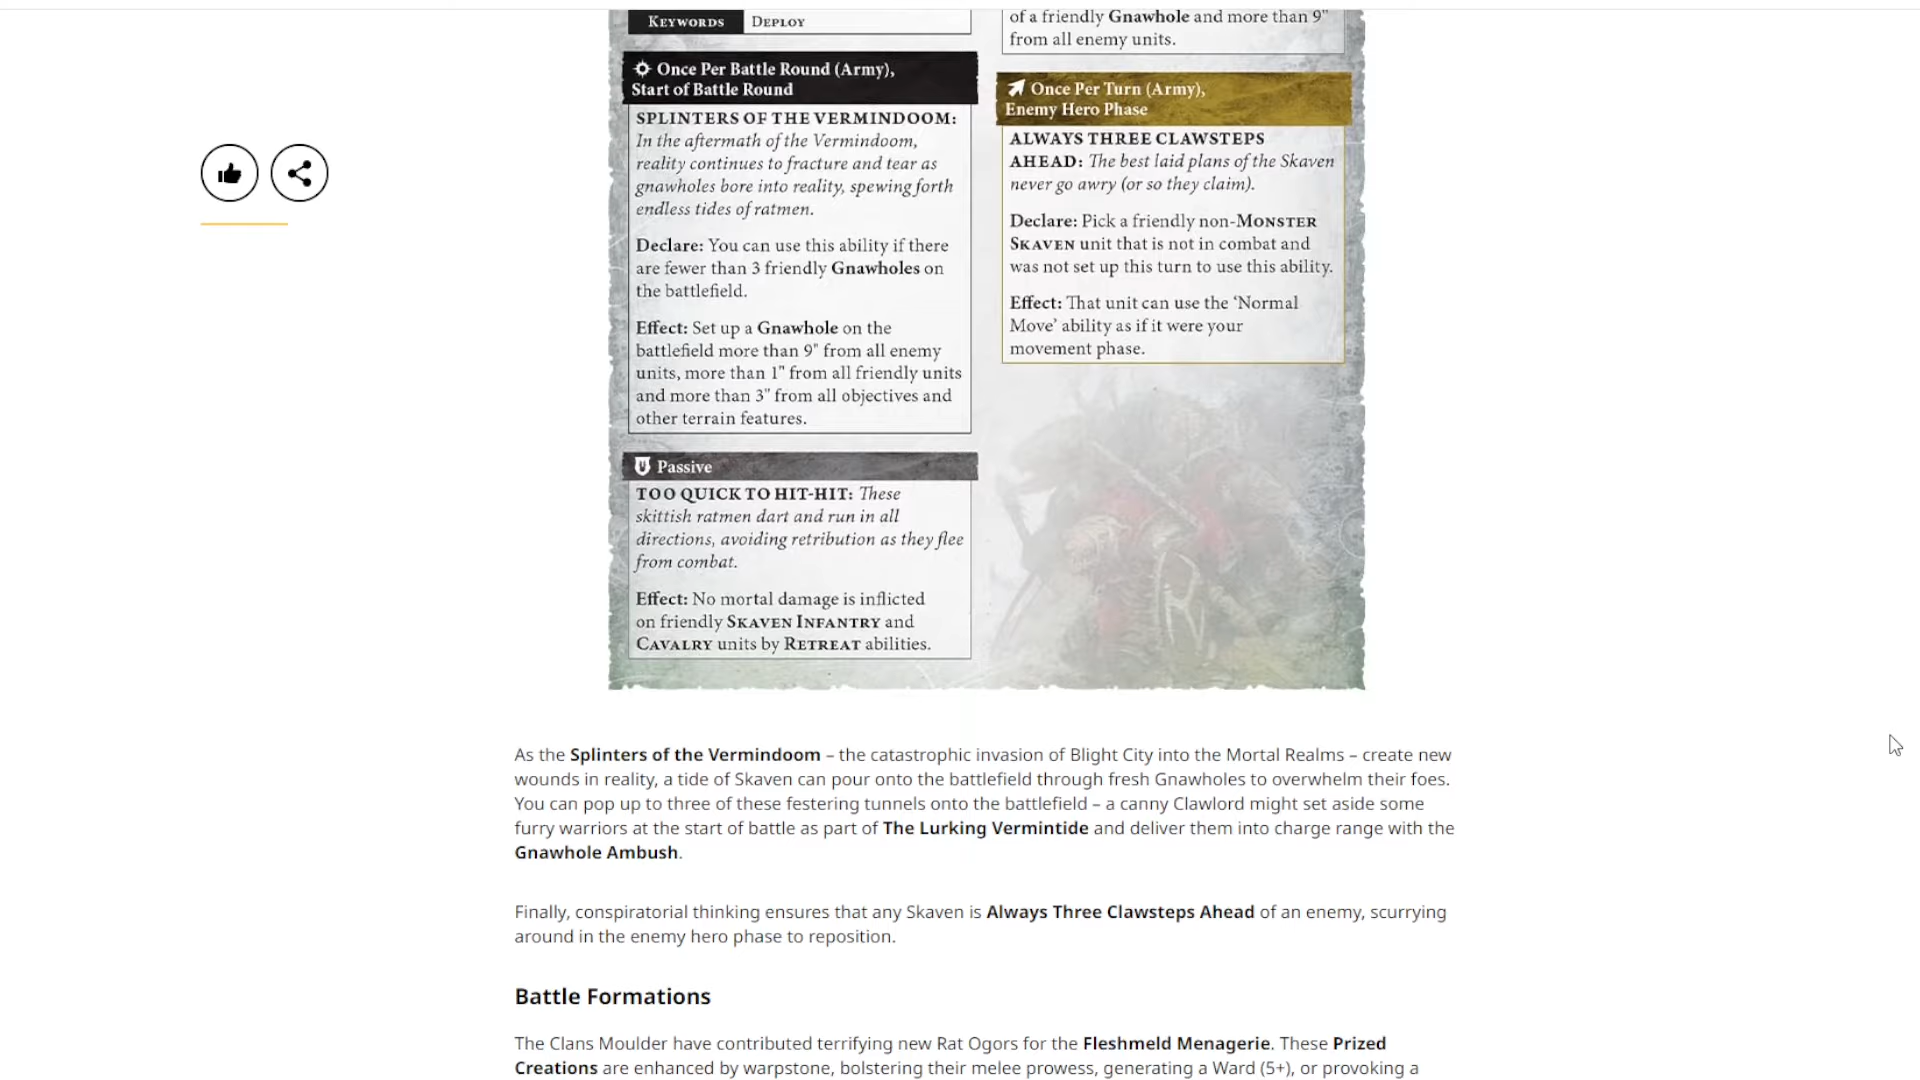 KEYWORDS DEPLOY
Once Per Battle Round (Army),
Start of Battle Round
SPLINTERS OF THE VERMINDOOM:
In the aftermath of the Vermindoom,
reality continues to fracture and tear as
gnawholes bore into reality, spewing forth
endless tides of ratmen.
Declare: You can use this ability if there
are fewer than 3 friendly Gnawholes on
the battlefield.
Effect: Set up a Gnawhole on the
battlefield more than 9" from all enemy
units, more than 1" from all friendly units
and more than 3" from all objectives and
other terrain features.
Passive
TOO QUICK TO HIT-HIT: These
skittish ratmen dart and run in all
directions, avoiding retribution as they flee
from combat.
Effect: No mortal damage is inflicted
on friendly SKAVEN INFANTRY and
CAVALRY units by RETREAT abilities.
of a friendly Gnawhole and more than 9"
from all enemy units.
Once Per Turn (Army),
Enemy Hero Phase
ALWAYS THREE CLAWSTEPS
AHEAD: The best laid plans of the Skaven
never go awry (or so they claim).
Declare: Pick a friendly non-MONSTER
SKAVEN unit that is not in combat and
was not set up this turn to use this ability.
Effect: That unit can use the ‘Normal
Move’ ability as if it were your
movement phase.
As the Splinters of the Vermindoom – the catastrophic invasion of Blight City into the Mortal Realms – create new
wounds in reality, a tide of Skaven can pour onto the battlefield through fresh Gnawholes to overwhelm their foes.
You can pop up to three of these festering tunnels onto the battlefield – a canny Clawlord might set aside some
furry warriors at the start of battle as part of The Lurking Vermintide and deliver them into charge range with the
Gnawhole Ambush.
Finally, conspiratorial thinking ensures that any Skaven is Always Three Clawsteps Ahead of an enemy, scurrying
around in the enemy hero phase to reposition.
Battle Formations
The Clans Moulder have contributed terrifying new Rat Ogors for the Fleshmeld Menagerie. These Prized
Creations are enhanced by warpstone, bolstering their melee prowess, generating a Ward (5+), or provoking a